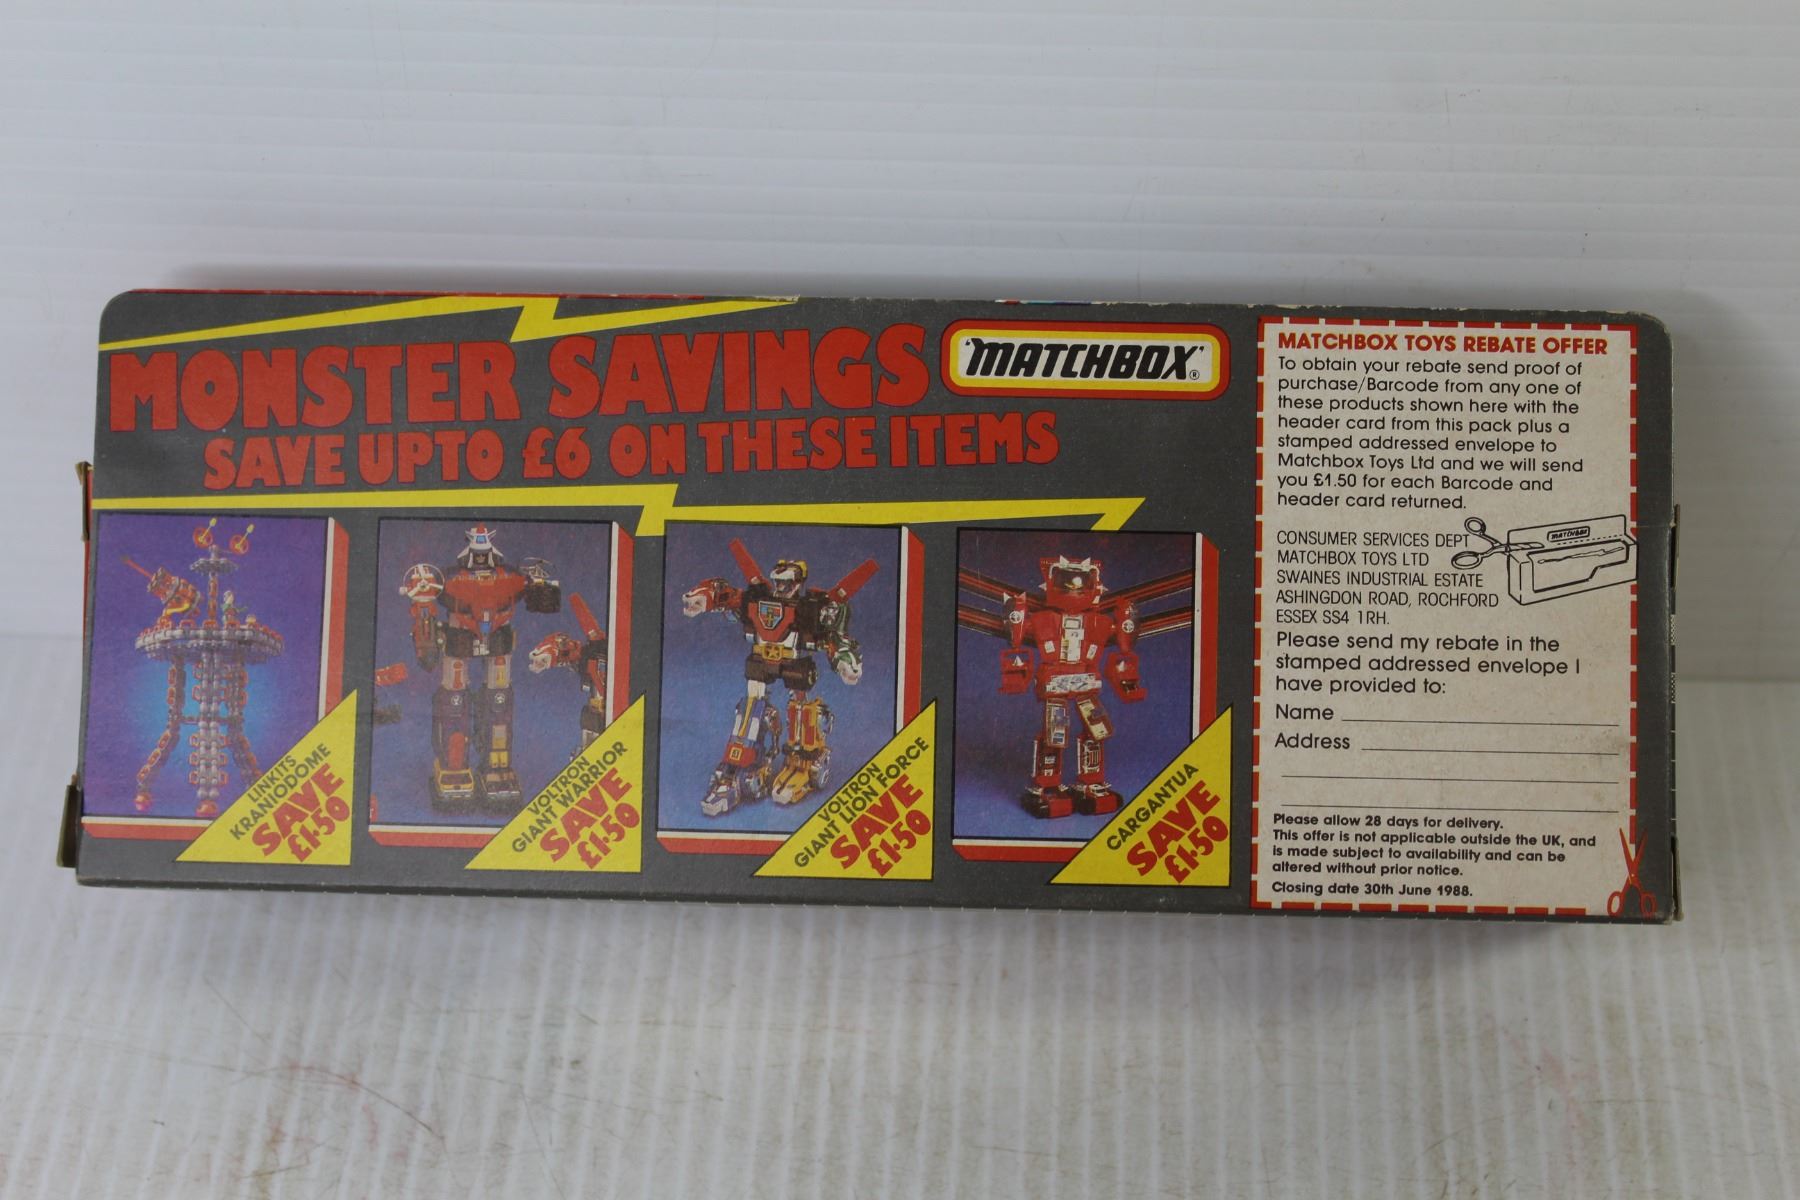 MONSTER SAVINGS
SAVE UPTO £6 ON THESE ITEMS
"MATCHBOX"®
LINKITS
KRANIODOME
SAVE
£1·50
VOLTRON
GIANT WARRIOR
SAVE
£1·50
VOLTRON
GIANT LION FORCE
SAVE
£1·50
CARGANTUA
SAVE
£1·50
MATCHBOX TOYS REBATE OFFER
To obtain your rebate send proof of
purchase/Barcode from any one of
these products shown here with the
header card from this pack plus a
stamped addressed envelope to
Matchbox Toys Ltd and we will send
you £1.50 for each Barcode and
header card returned.
CONSUMER SERVICES DEPT
MATCHBOX TOYS LTD
SWAINES INDUSTRIAL ESTATE
ASHINGDON ROAD, ROCHFORD
ESSEX SS4 1RH.
MATCHBOX
Please send my rebate in the
stamped addressed envelope I
have provided to:
Name
Address
Please allow 28 days for delivery.
This offer is not applicable outside the UK, and
is made subject to availability and can be
altered without prior notice.
Closing date 30th June 1988.